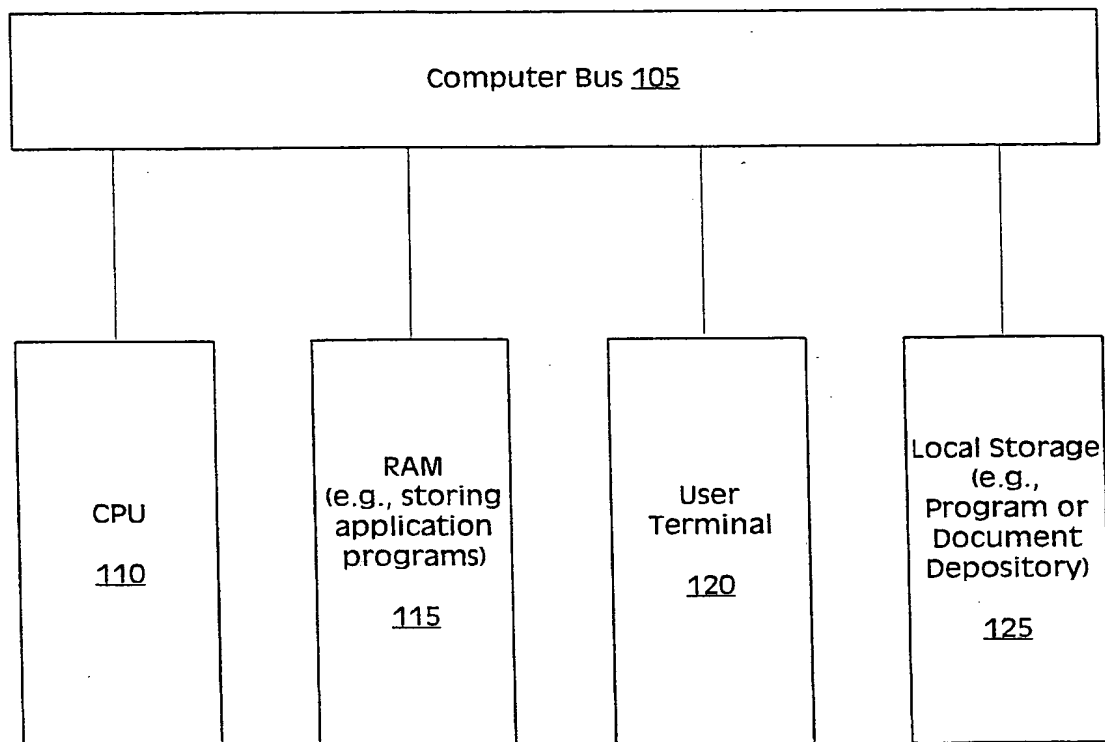 Computer Bus 105
CPU
110
RAM
(e.g., storing
application
programs)
115
User
Terminal
120
Local Storage
(e.g.,
Program or
Document
Depository)
125